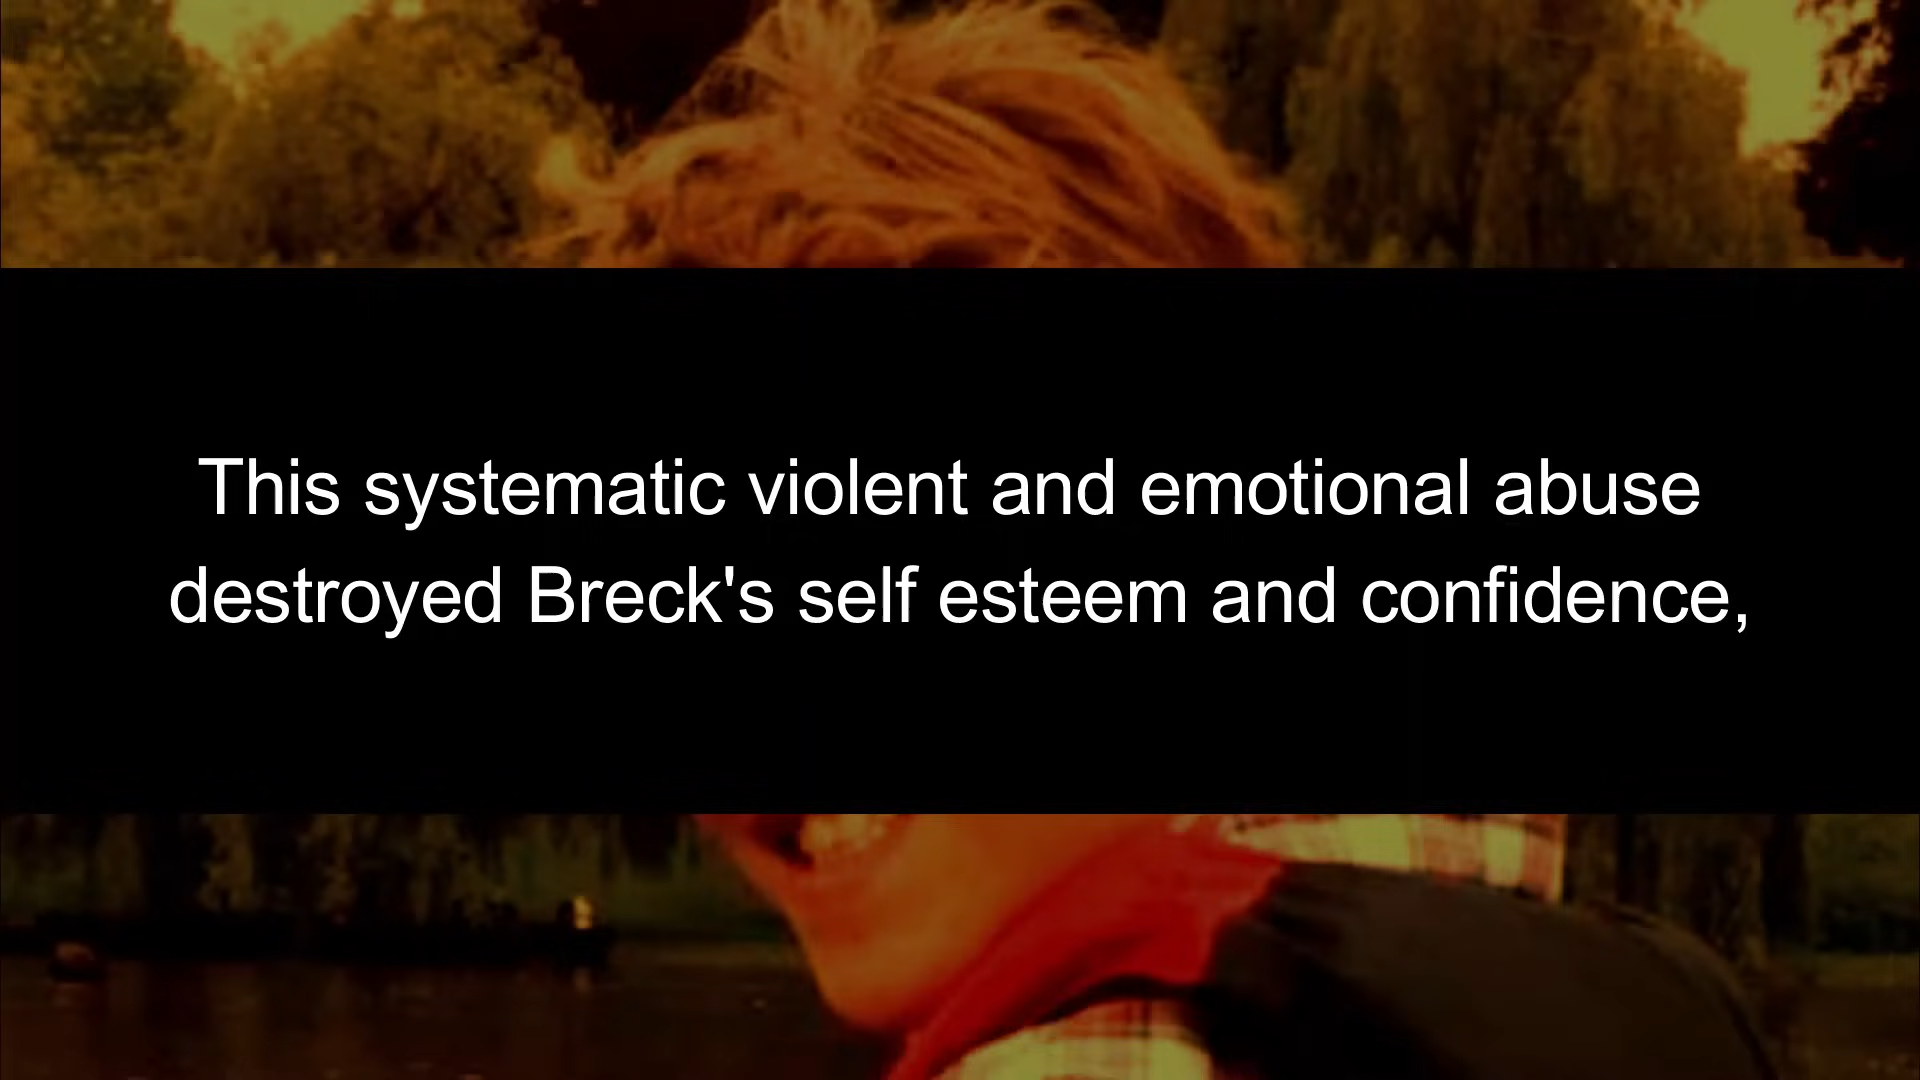 This systematic violent and emotional abuse
destroyed Breck's self esteem and confidence,